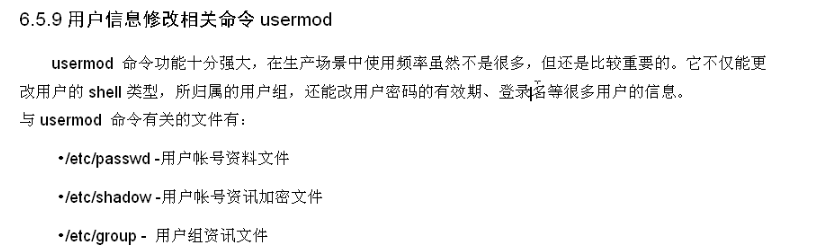 6.5.9 用户信息修改相关命令 usermod
usermod 命令功能十分强大，在生产场景中使用频率虽然不是很多，但还是比较重要的。它不仅能更
改用户的 shell 类型，所归属的用户组，还能改用户密码的有效期、登录名等很多用户的信息。
与 usermod 命令有关的文件有：
•/etc/passwd -用户帐号资料文件
•/etc/shadow -用户帐号资讯加密文件
•/etc/group - 用户组资讯文件